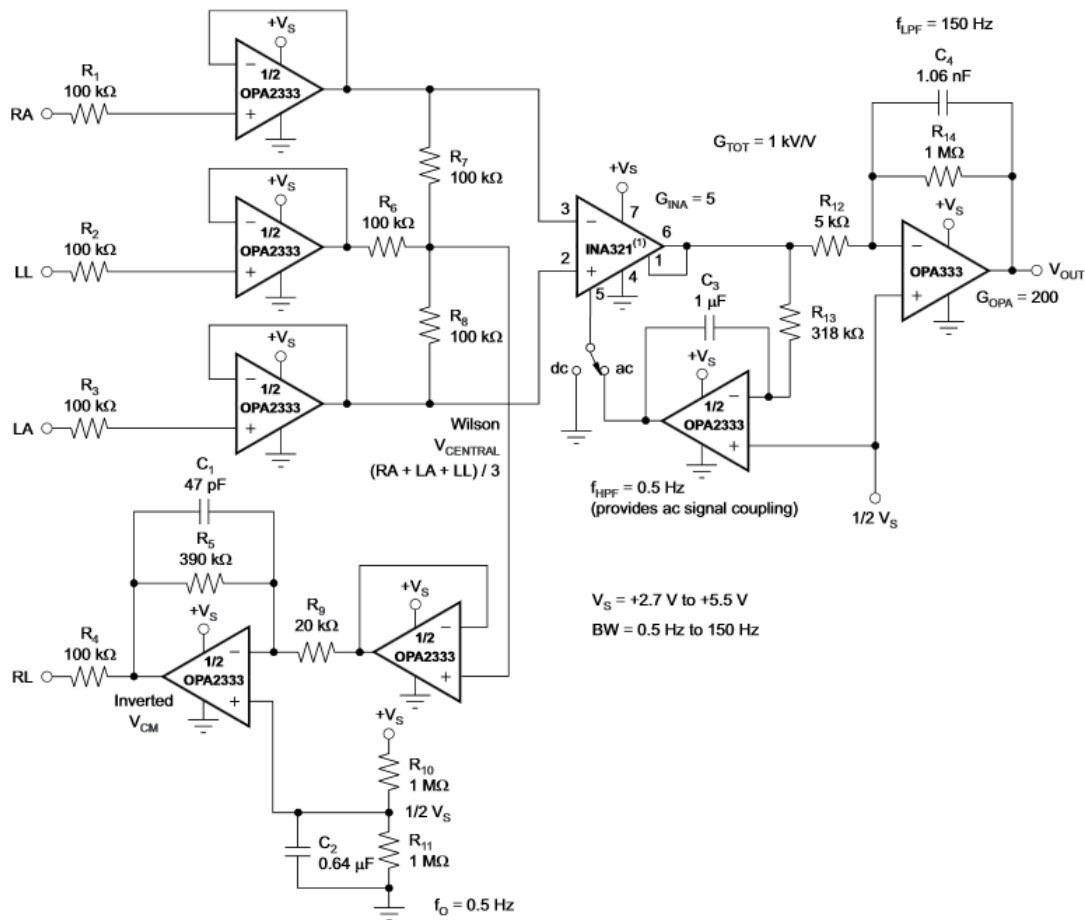 +V_S
R_1
100 kΩ
RA
−
+
1/2
OPA2333
R_7
100 kΩ
+V_S
R_2
100 kΩ
LL
−
+
1/2
OPA2333
R_6
100 kΩ
R_8
100 kΩ
+V_S
R_3
100 kΩ
LA
−
+
1/2
OPA2333
Wilson
V_CENTRAL
(RA + LA + LL) / 3
G_TOT = 1 kV/V
+V_S
7
G_INA = 5
3
−
INA321(1)
6
1
2
+
4
5
dc
ac
f_LPF = 150 Hz
C_4
1.06 nF
R_14
1 MΩ
R_12
5 kΩ
+V_S
−
+
OPA333
V_OUT
G_OPA = 200
C_3
1 µF
R_13
318 kΩ
+V_S
−
+
1/2
OPA2333
f_HPF = 0.5 Hz
(provides ac signal coupling)
1/2 V_S
C_1
47 pF
R_5
390 kΩ
+V_S
R_4
100 kΩ
RL
−
+
1/2
OPA2333
Inverted
V_CM
R_9
20 kΩ
+V_S
−
+
1/2
OPA2333
+V_S
R_10
1 MΩ
1/2 V_S
C_2
0.64 µF
R_11
1 MΩ
f_O = 0.5 Hz
V_S = +2.7 V to +5.5 V
BW = 0.5 Hz to 150 Hz